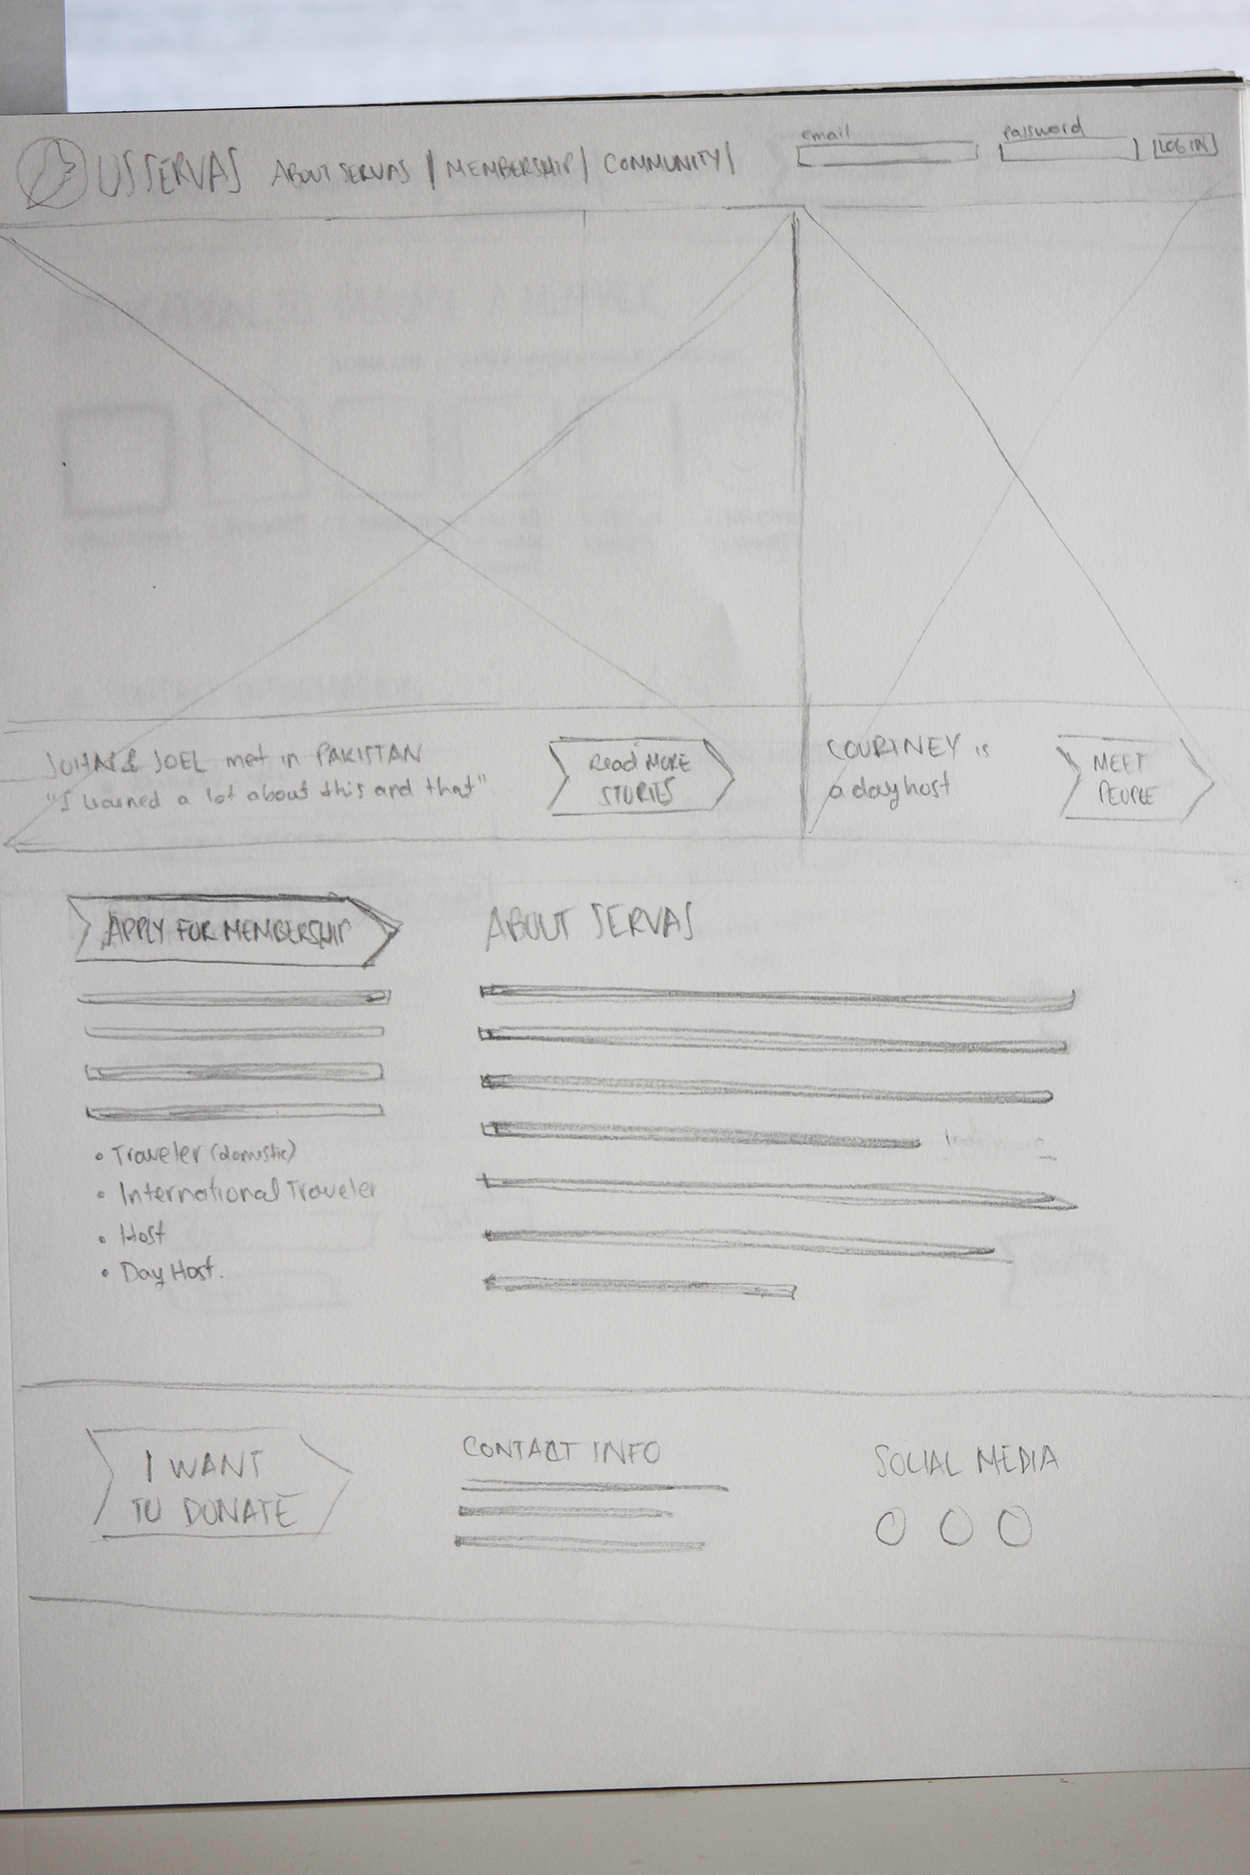 US SERVAS ABOUT SERVAS | MEMBERSHIP | COMMUNITY |
email
password
LOG IN
JOHN & JOEL met in PAKISTAN
"I learned a lot about this and that"
Read MORE
STORIES
COURTNEY is
a day host
MEET
PEOPLE
APPLY FOR MEMBERSHIP
• Traveler (domestic)
• International Traveler
• Host
• Day Host.
ABOUT SERVAS
I WANT
TO DONATE
CONTACT INFO
SOCIAL MEDIA